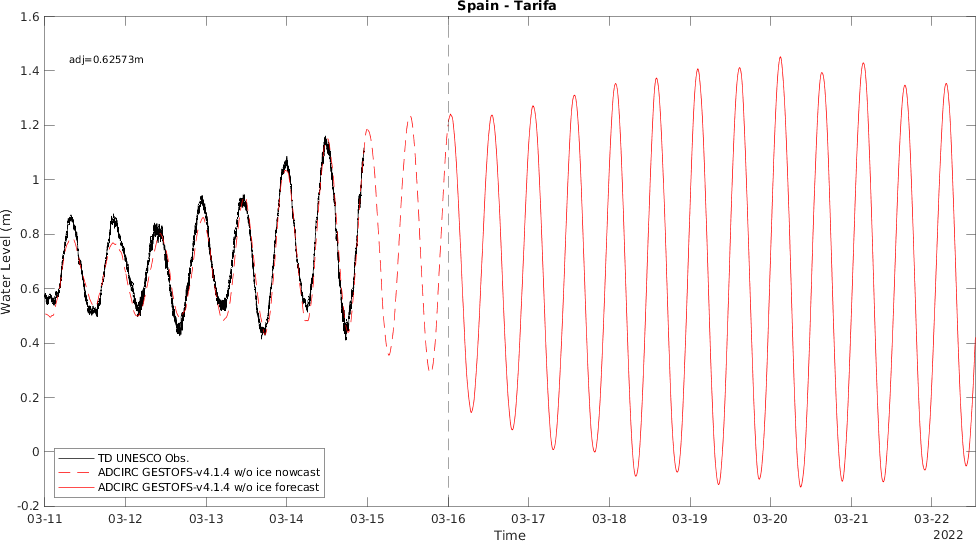 Spain - Tarifa
adj=0.62573m
Water Level (m)
1.6
1.4
1.2
1
0.8
0.6
0.4
0.2
0
-0.2
TD UNESCO Obs.
ADCIRC GESTOFS-v4.1.4 w/o ice nowcast
ADCIRC GESTOFS-v4.1.4 w/o ice forecast
03-11 03-12 03-13 03-14 03-15 03-16 03-17 03-18 03-19 03-20 03-21 03-22
Time
2022